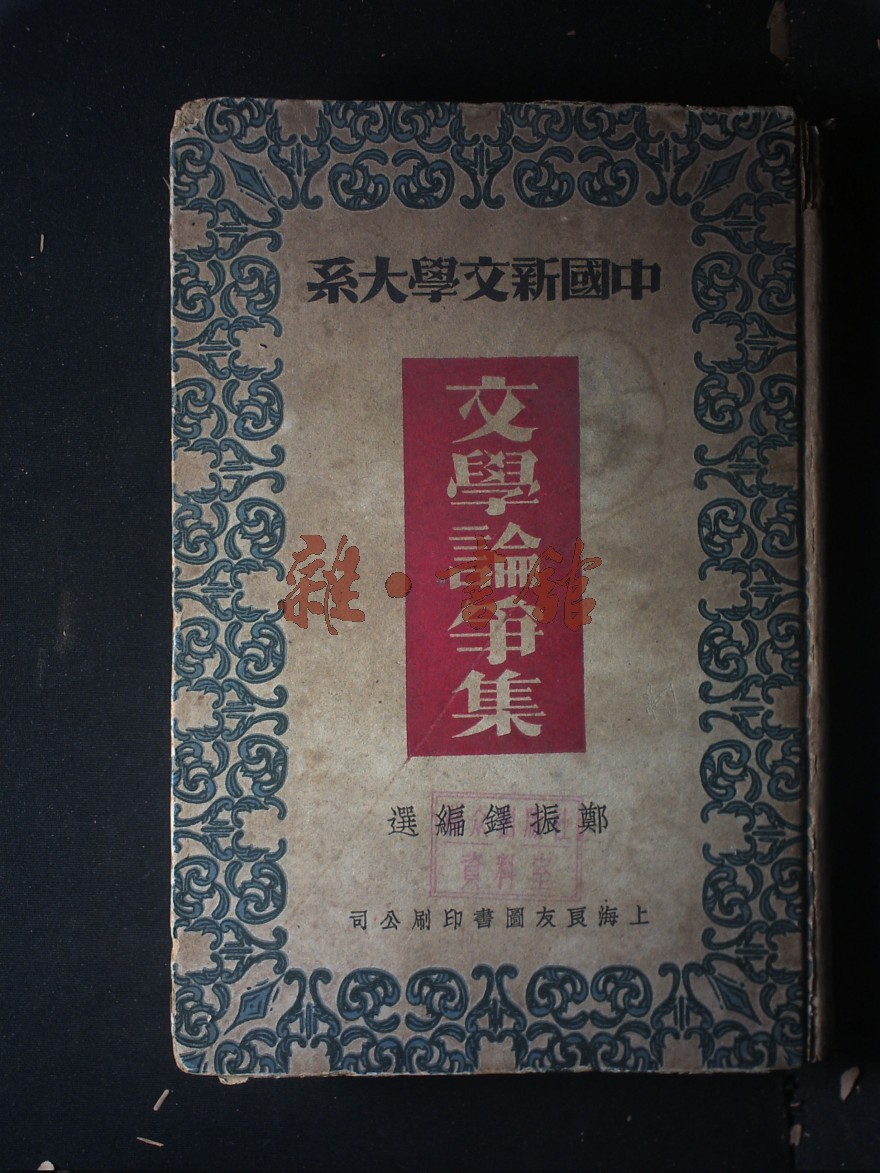 中國新文學大系
文學論爭集
雜·書館
鄭振鐸編選
資料室
上海良友圖書印刷公司